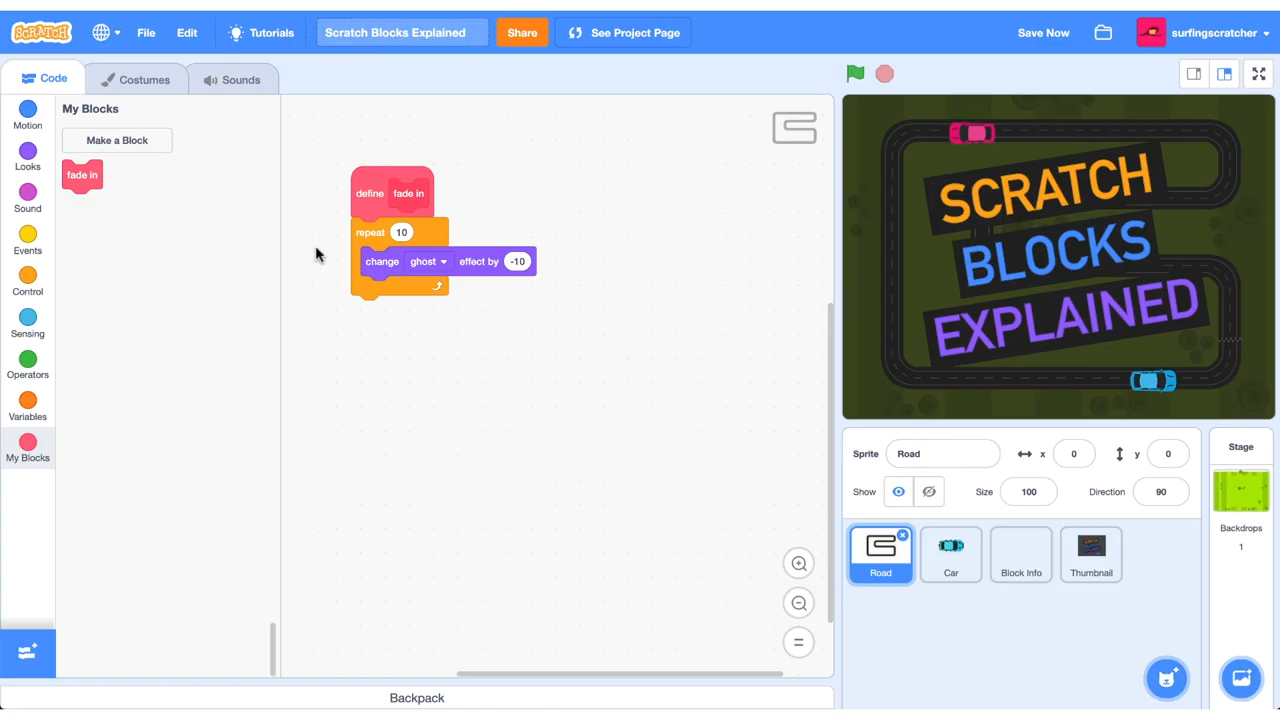 SCRATCH File Edit Tutorials Scratch Blocks Explained Share See Project Page Save Now surfingscratcher
Code Costumes Sounds
My Blocks
Motion
Make a Block
Looks
fade in
Sound
Events
Control
Sensing
Operators
Variables
My Blocks
define fade in
repeat 10
change ghost effect by -10
SCRATCH
BLOCKS
EXPLAINED
Sprite Road x 0 y 0
Show Size 100 Direction 90
Road Car Block Info Thumbnail
Stage
Backdrops
1
Backpack